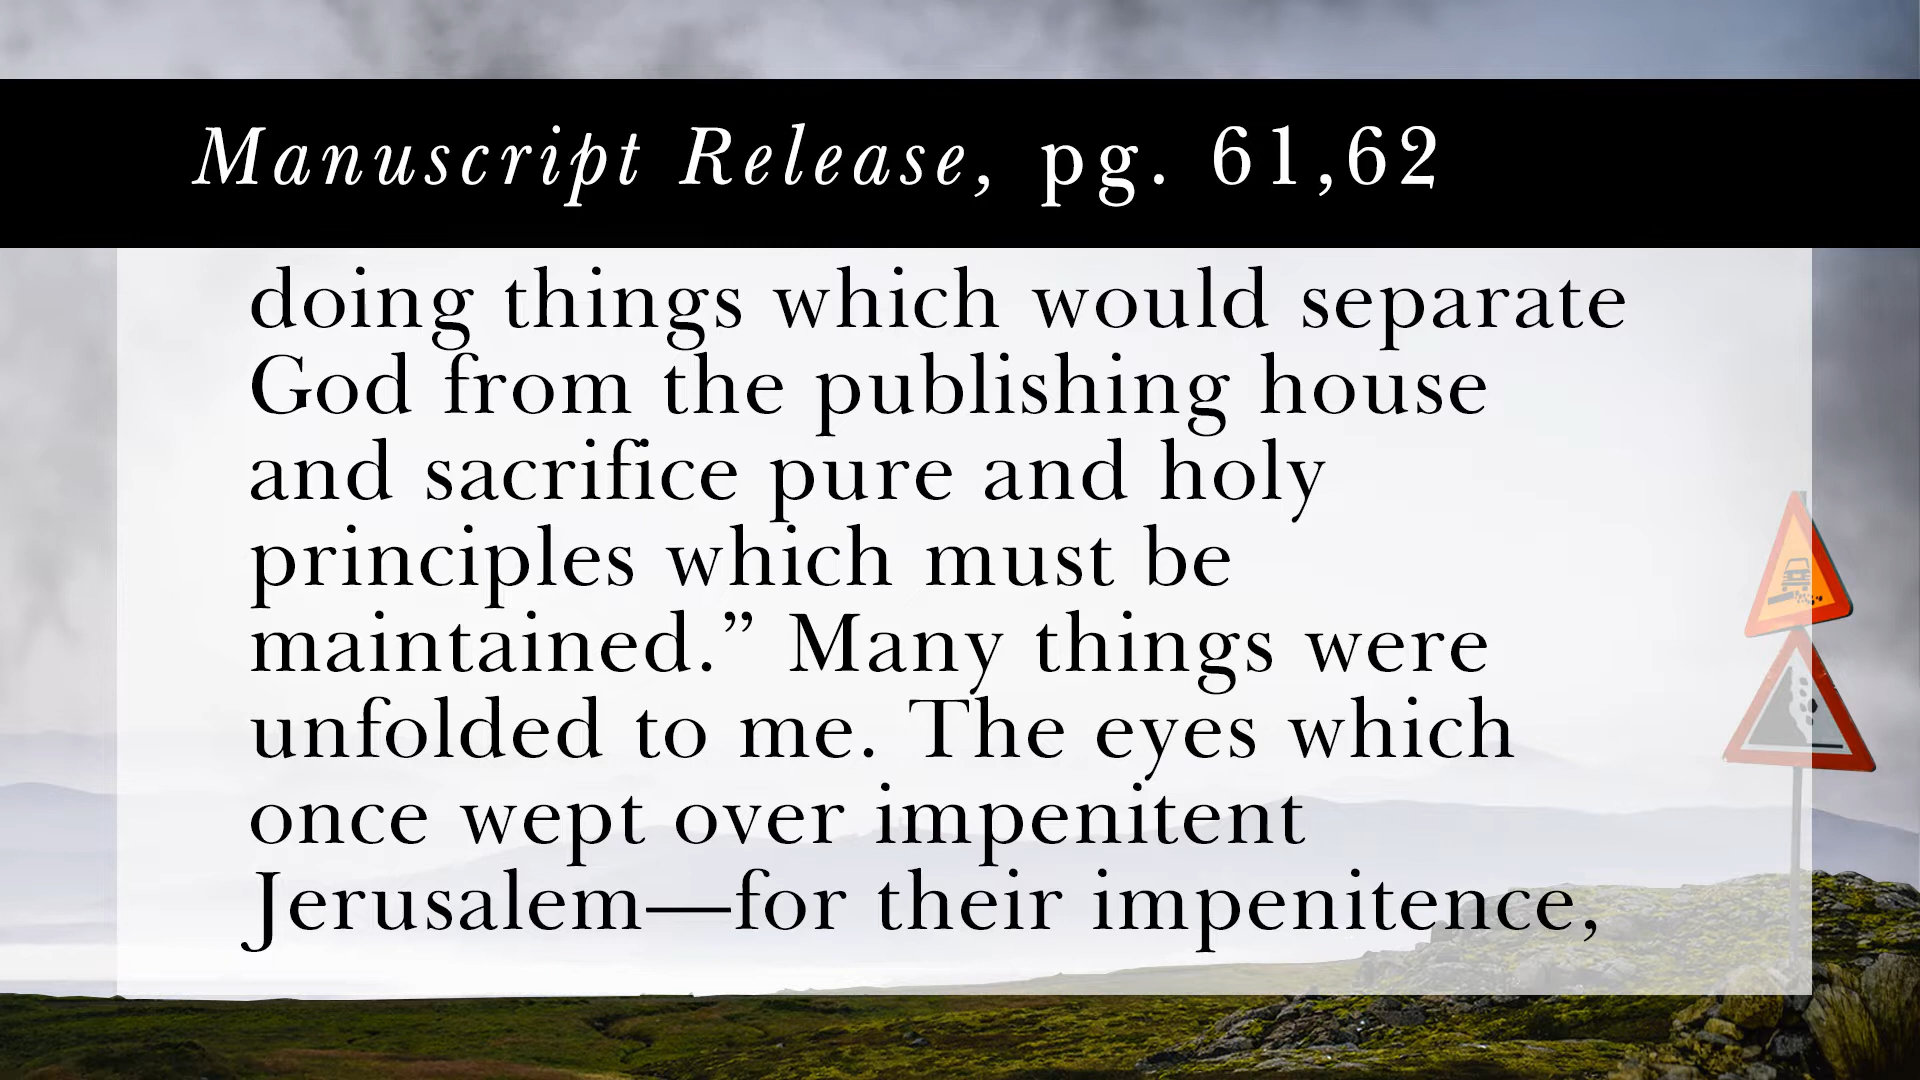 Manuscript Release, pg. 61,62
doing things which would separate
God from the publishing house
and sacrifice pure and holy
principles which must be
maintained.” Many things were
unfolded to me. The eyes which
once wept over impenitent
Jerusalem—for their impenitence,